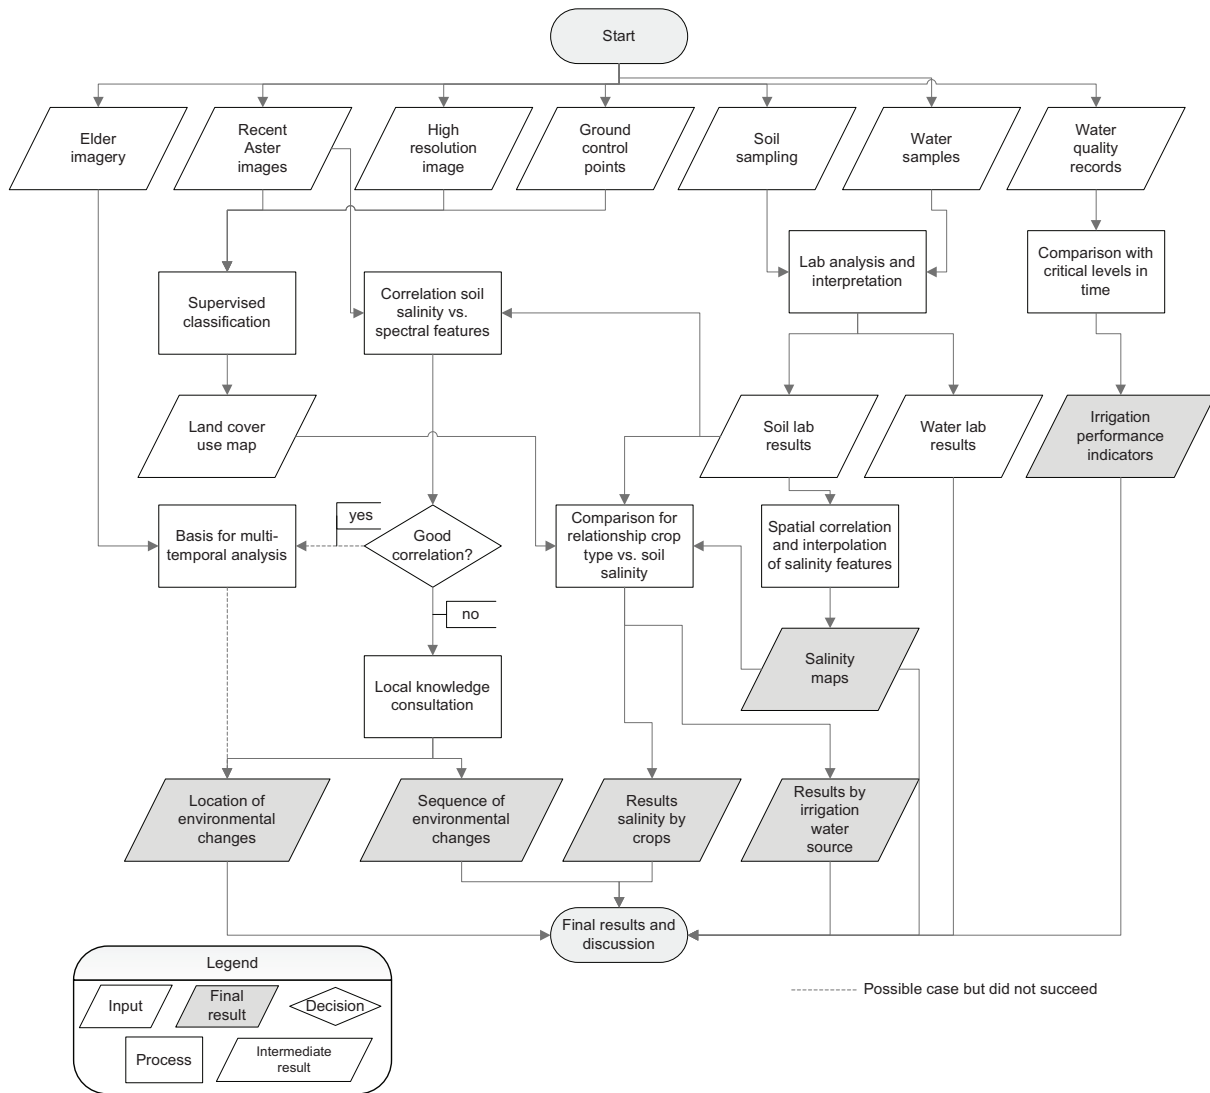 Start
Elder
imagery
Recent
Aster
images
High
resolution
image
Ground
control
points
Soil
sampling
Water
samples
Water
quality
records
Supervised
classification
Correlation soil
salinity vs.
spectral features
Lab analysis and
interpretation
Comparison with
critical levels in
time
Land cover
use map
Soil lab
results
Water lab
results
Irrigation
performance
indicators
Basis for multi-
temporal analysis
yes
Good
correlation?
no
Comparison for
relationship crop
type vs. soil
salinity
Spatial correlation
and interpolation
of salinity features
Local knowledge
consultation
Salinity
maps
Location of
environmental
changes
Sequence of
environmental
changes
Results
salinity by
crops
Results by
irrigation
water
source
Final results and
discussion
Legend
Input
Final
result
Decision
Process
Intermediate
result
Possible case but did not succeed